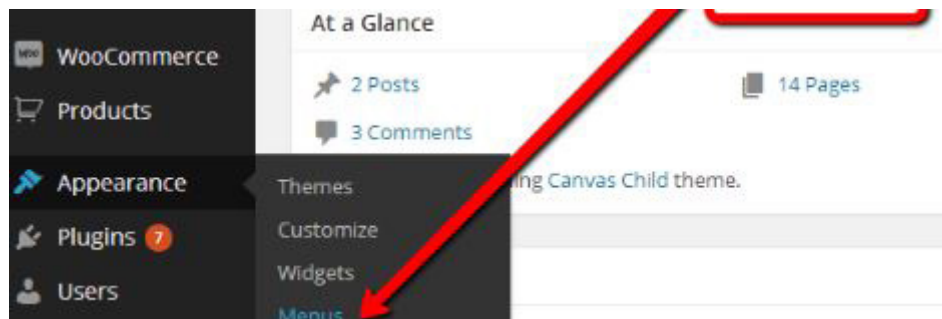 At a Glance
WOO WooCommerce
2 Posts
14 Pages
Products
3 Comments
Appearance
Themes
ing Canvas Child theme.
Plugins 7
Customize
Widgets
Users
Menus